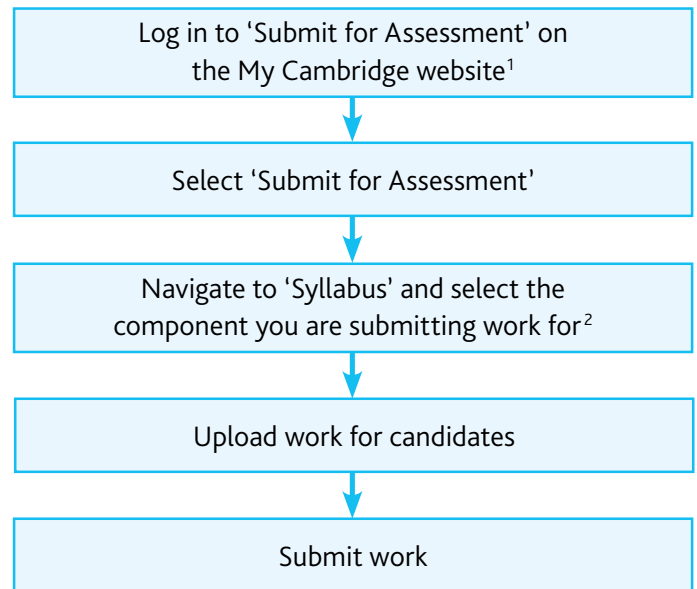 Log in to ‘Submit for Assessment’ on
the My Cambridge website¹
Select ‘Submit for Assessment’
Navigate to ‘Syllabus’ and select the
component you are submitting work for²
Upload work for candidates
Submit work